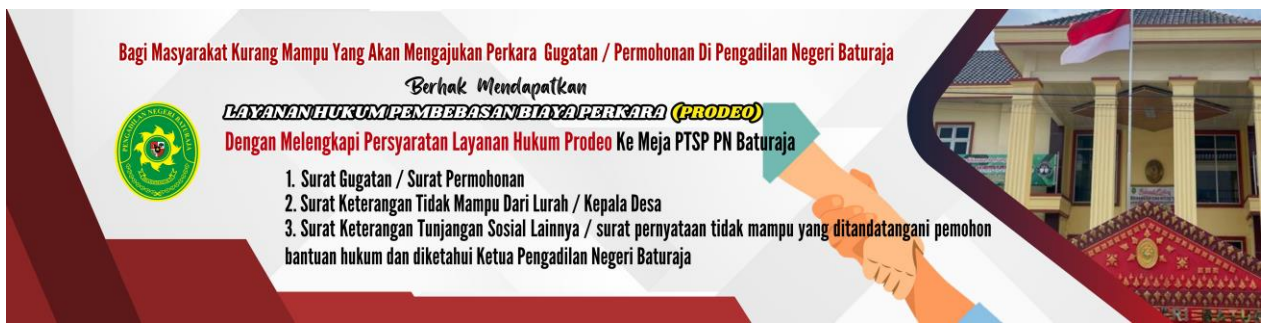 Bagi Masyarakat Kurang Mampu Yang Akan Mengajukan Perkara Gugatan / Permohonan Di Pengadilan Negeri Baturaja
Berhak Mendapatkan
LAYANAN HUKUM PEMBEBASAN BIAYA PERKARA (PRODEO)
Dengan Melengkapi Persyaratan Layanan Hukum Prodeo Ke Meja PTSP PN Baturaja
PENGADILAN NEGERI BATURAJA
1. Surat Gugatan / Surat Permohonan
2. Surat Keterangan Tidak Mampu Dari Lurah / Kepala Desa
3. Surat Keterangan Tunjangan Sosial Lainnya / surat pernyataan tidak mampu yang ditandatangani pemohon
bantuan hukum dan diketahui Ketua Pengadilan Negeri Baturaja